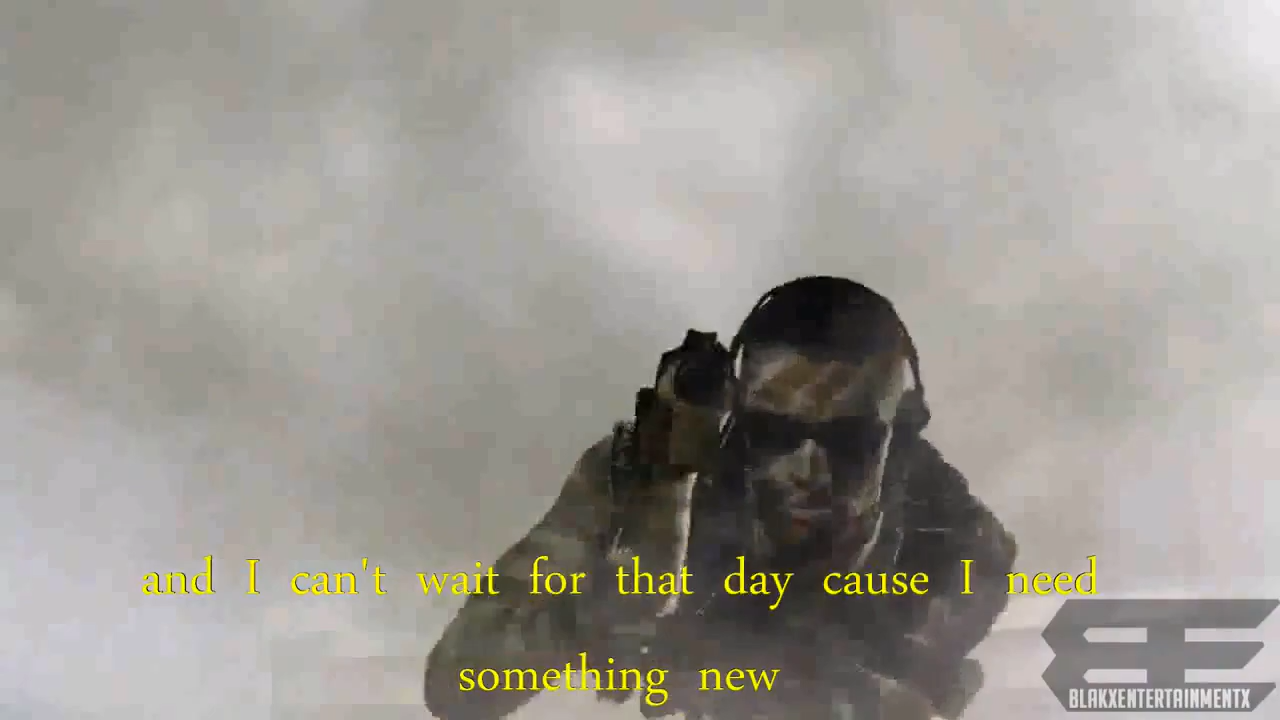 and I can't wait for that day cause I need
something new
BLAKXENTERTAINMENTX